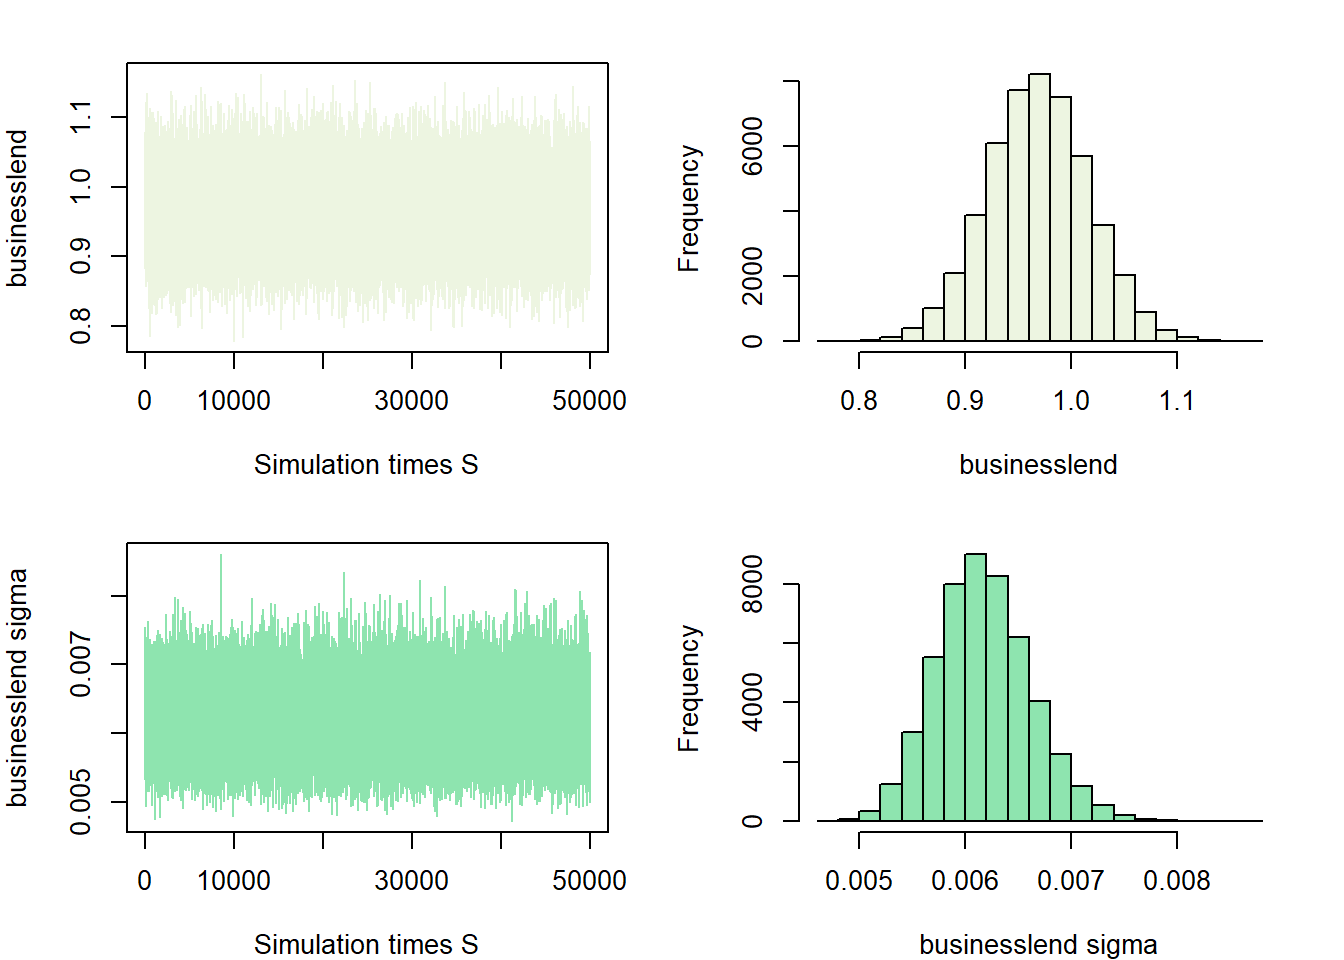 businesslend
1.1
1.0
0.9
0.8
0 10000 30000 50000
Simulation times S
Frequency
6000
2000
0
0.8 0.9 1.0 1.1
businesslend
businesslend sigma
0.007
0.005
0 10000 30000 50000
Simulation times S
Frequency
8000
4000
0
0.005 0.006 0.007 0.008
businesslend sigma